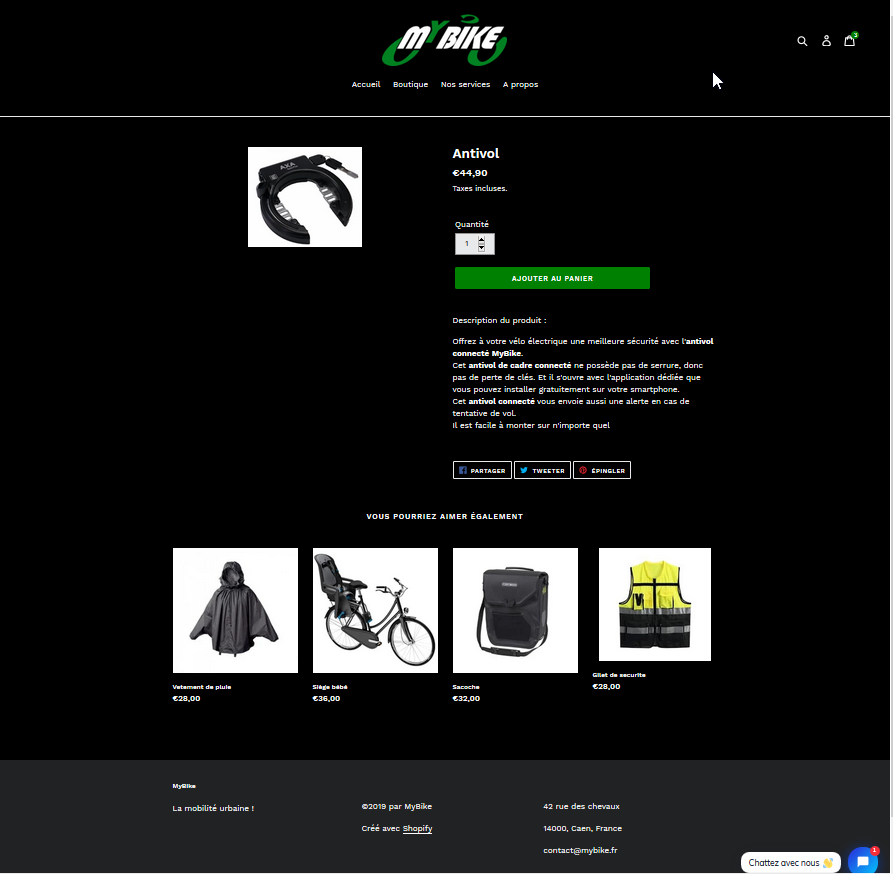 MYBIKE
3
Accueil Boutique Nos services A propos
AXA
Antivol
€44,90
Taxes incluses.
Quantité
1
AJOUTER AU PANIER
Description du produit :
Offrez à votre vélo électrique une meilleure sécurité avec l'antivol
connecté MyBike.
Cet antivol de cadre connecté ne possède pas de serrure, donc
pas de perte de clés. Et il s'ouvre avec l'application dédiée que
vous pouvez installer gratuitement sur votre smartphone.
Cet antivol connecté vous envoie aussi une alerte en cas de
tentative de vol.
Il est facile à monter sur n'importe quel
PARTAGER TWEETER ÉPINGLER
VOUS POURRIEZ AIMER ÉGALEMENT
Vetement de pluie
€28,00
Siège bébé
€36,00
Sacoche
€32,00
Gilet de securite
€28,00
MyBike
La mobilité urbaine !
©2019 par MyBike
Créé avec Shopify
42 rue des chevaux
14000, Caen, France
contact@mybike.fr
Chattez avec nous 👋
1